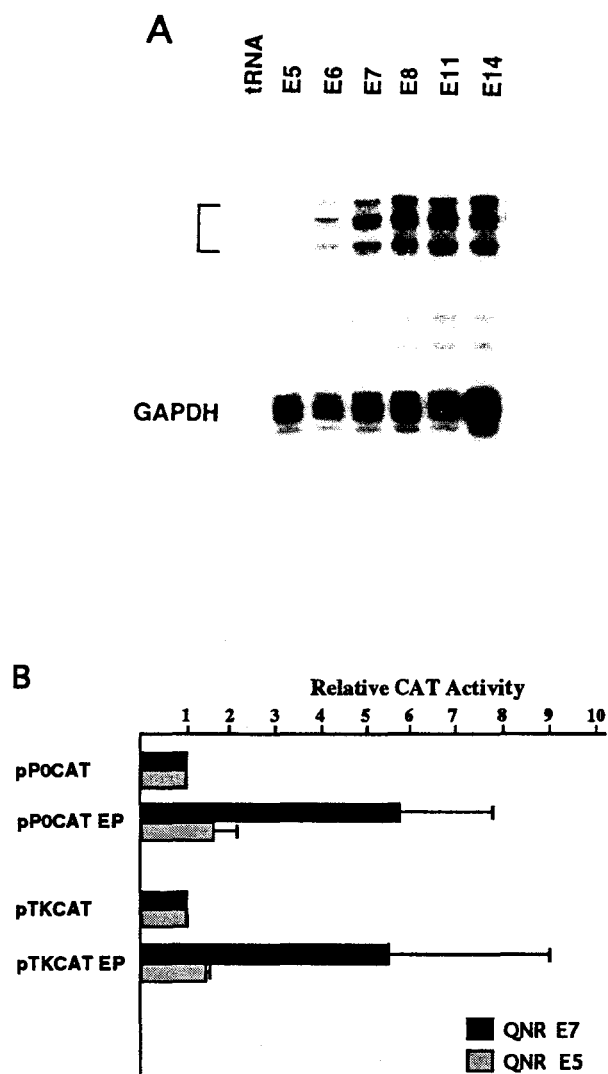 A
tRNA E5 E6 E7 E8 E11 E14
GAPDH
B
Relative CAT Activity
1 2 3 4 5 6 7 8 9 10
pP0CAT
pP0CAT EP
pTKCAT
pTKCAT EP
QNR E7
QNR E5